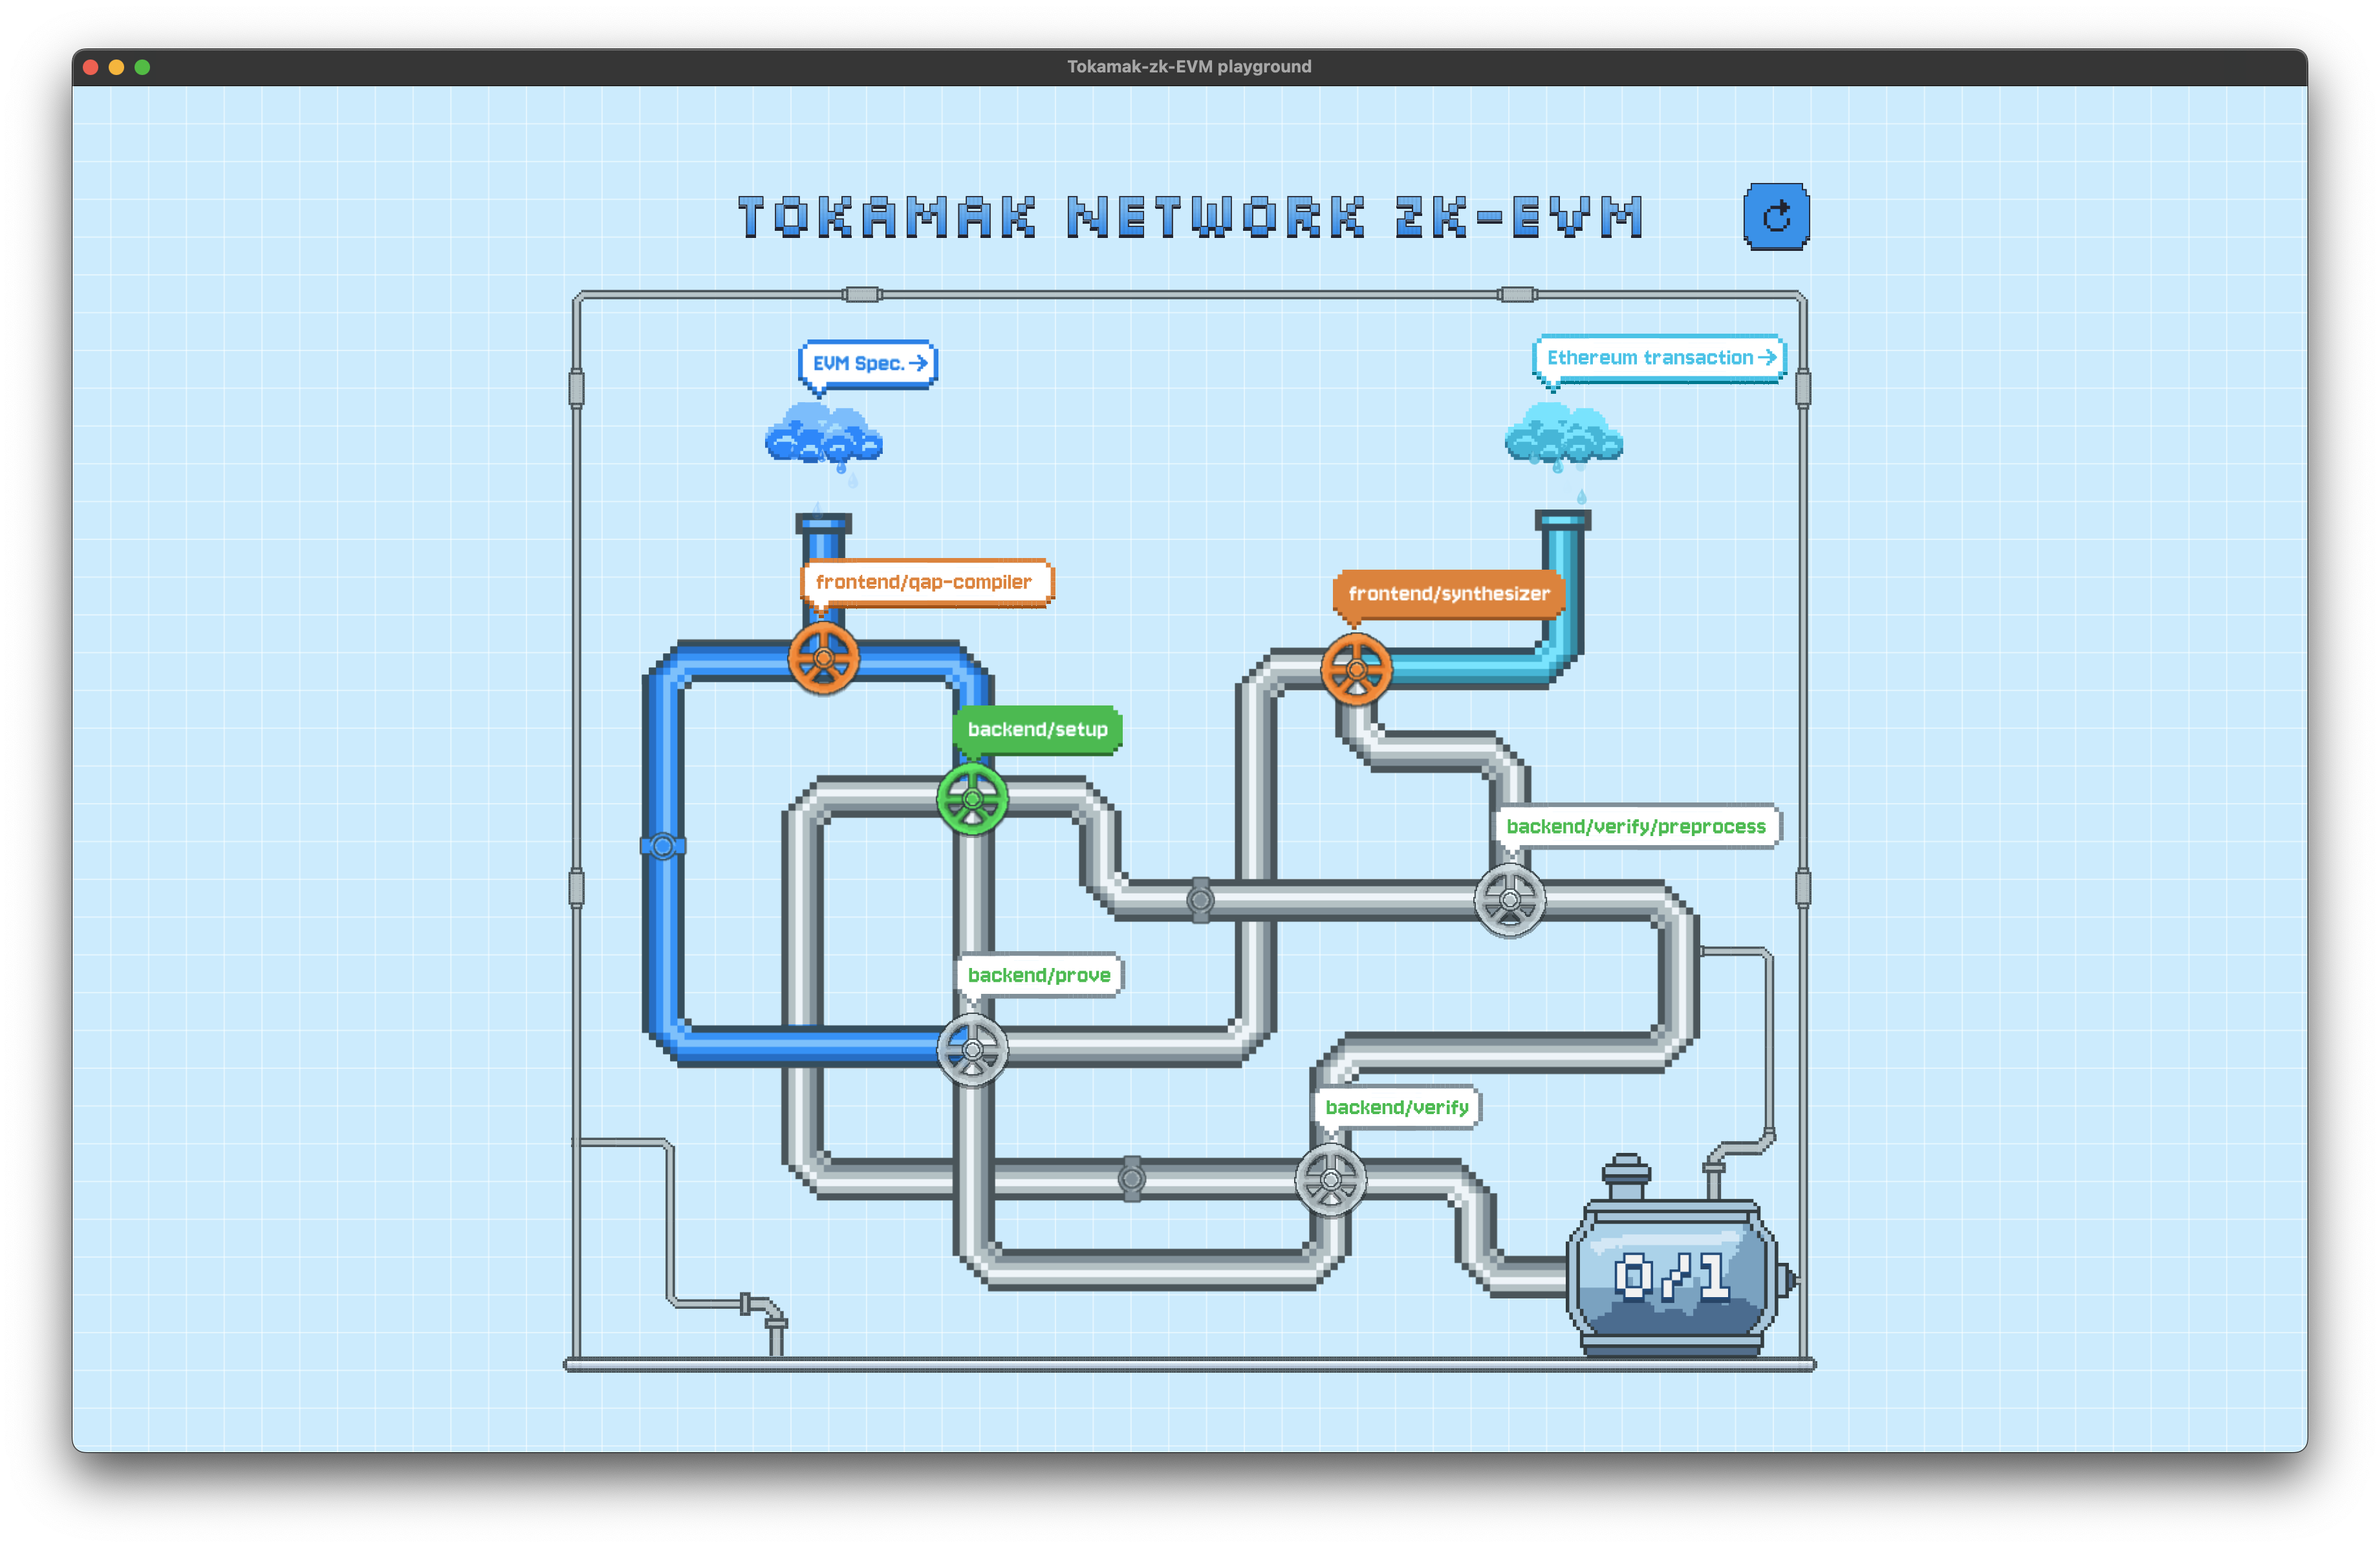 Tokamak-zk-EVM playground
TOKAMAK NETWORK ZK-EVM
EVM Spec.→
Ethereum transaction→
frontend/qap-compiler
frontend/synthesizer
backend/setup
backend/verify/preprocess
backend/prove
backend/verify
0/1